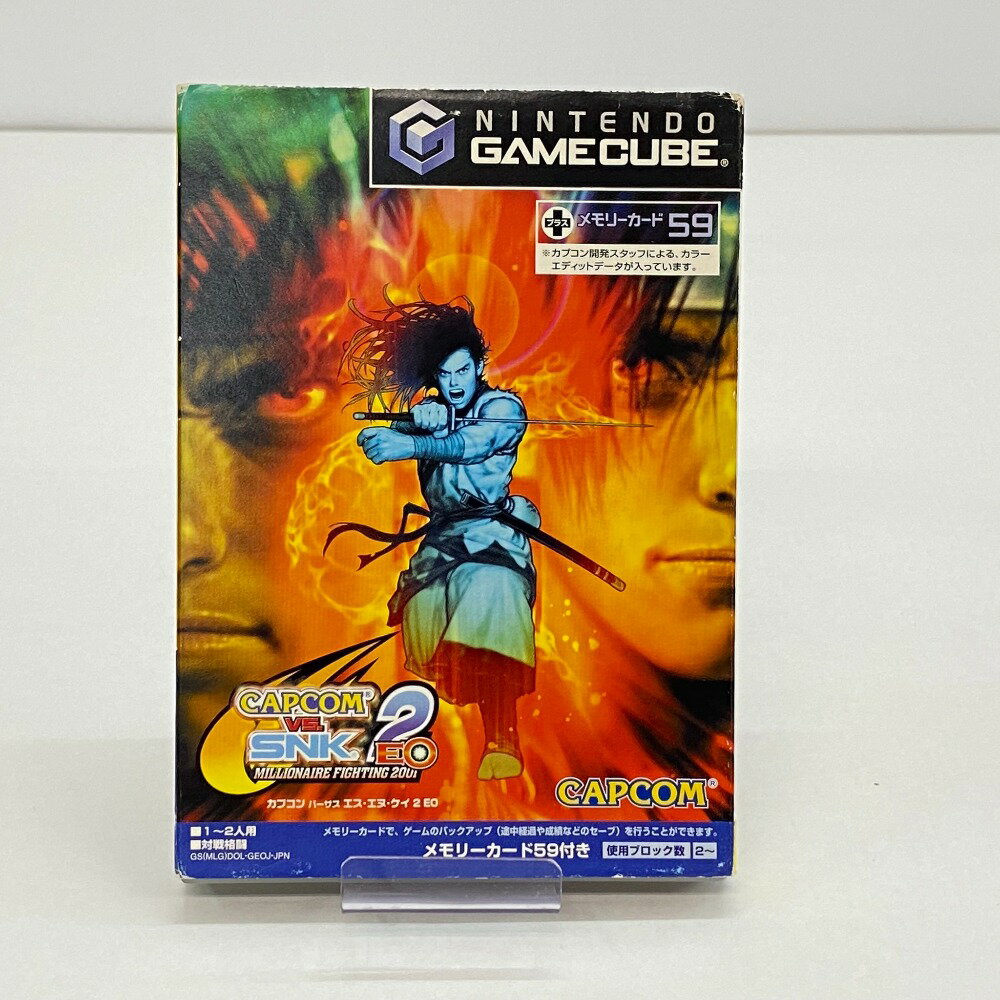 NINTENDO
GAMECUBE®
プラス メモリーカード 59
※カプコン開発スタッフによる、カラー
エディットデータが入っています。
CAPCOM®
VS.
SNK® 2 EO
MILLIONAIRE FIGHTING 2001
カプコン バーサス エス・エヌ・ケイ 2 EO
CAPCOM®
■1〜2人用
■対戦格闘
GS(MLG)DOL-GEOJ-JPN
メモリーカードで、ゲームのバックアップ(途中経過や成績などのセーブ)を行うことができます。
メモリーカード59付き 使用ブロック数 2〜